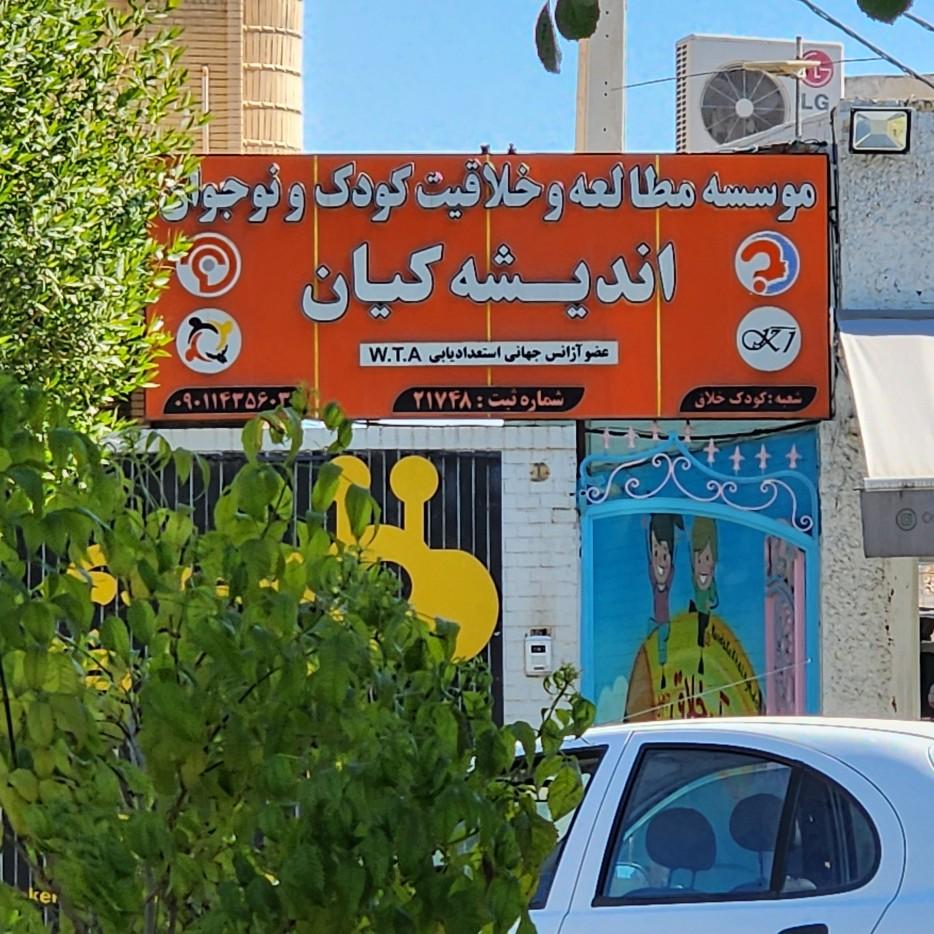 LG
موسسه مطالعه و خلاقیت کودک و نوجوان
اندیشه کیان
عضو آژانس جهانی استعدادیابی W.T.A
شعبه : کودک خلاق
شماره ثبت : ۲۱۷۴۸
۰۹۰۱۱۴۳۵۶۰۳
خلاق